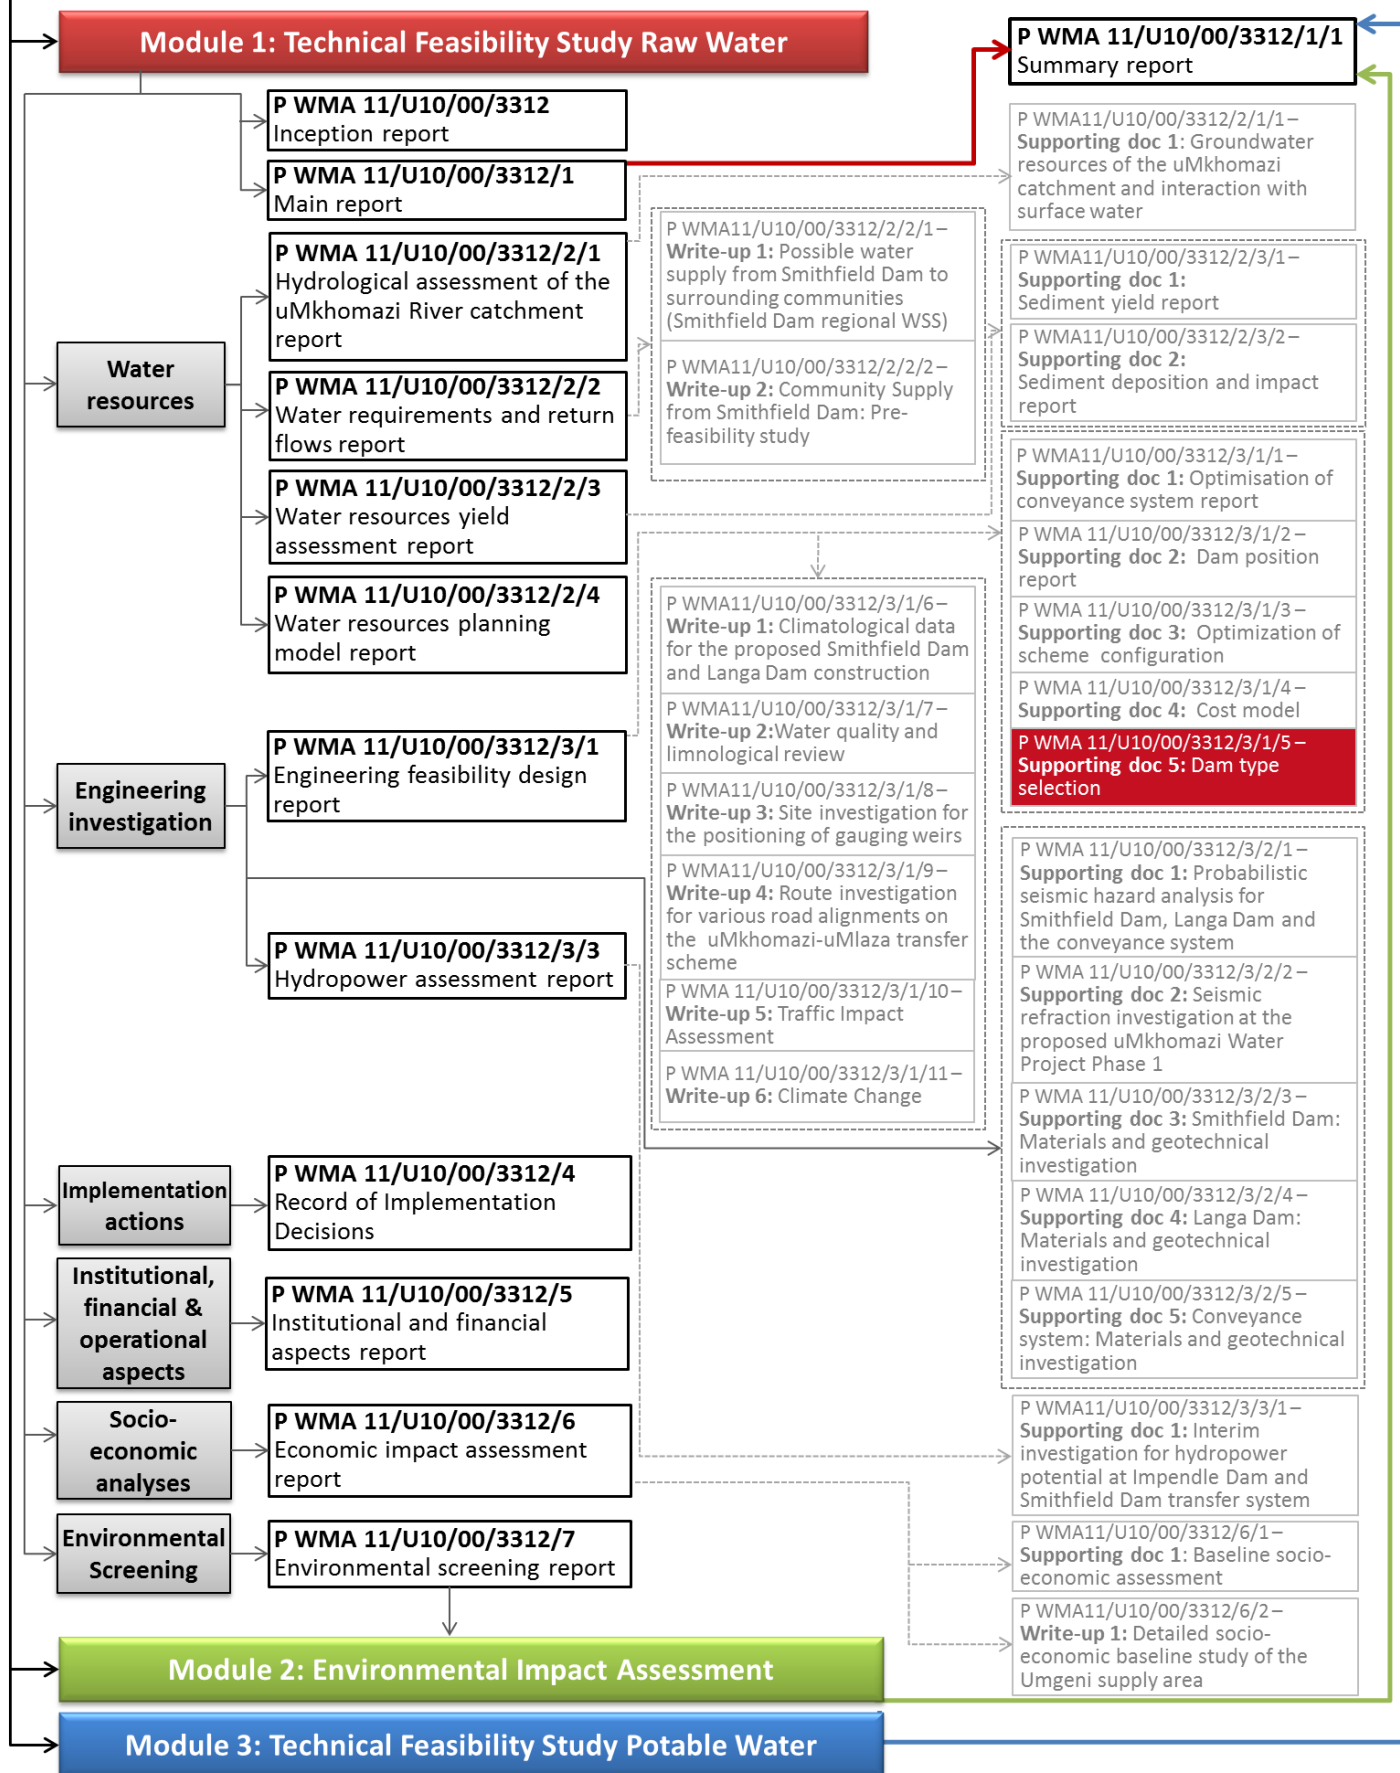 Module 1: Technical Feasibility Study Raw Water
P WMA 11/U10/00/3312/1/1
Summary report
P WMA 11/U10/00/3312
Inception report
P WMA 11/U10/00/3312/1
Main report
Water
resources
P WMA 11/U10/00/3312/2/1
Hydrological assessment of the
uMkhomazi River catchment
report
P WMA 11/U10/00/3312/2/2
Water requirements and return
flows report
P WMA 11/U10/00/3312/2/3
Water resources yield
assessment report
P WMA 11/U10/00/3312/2/4
Water resources planning
model report
P WMA11/U10/00/3312/2/2/1–
Write-up 1: Possible water
supply from Smithfield Dam to
surrounding communities
(Smithfield Dam regional WSS)
P WMA11/U10/00/3312/2/2/2–
Write-up 2: Community Supply
from Smithfield Dam: Pre-
feasibility study
P WMA11/U10/00/3312/2/1/1–
Supporting doc 1: Groundwater
resources of the uMkhomazi
catchment and interaction with
surface water
P WMA11/U10/00/3312/2/3/1–
Supporting doc 1:
Sediment yield report
P WMA11/U10/00/3312/2/3/2–
Supporting doc 2:
Sediment deposition and impact
report
Engineering
investigation
P WMA 11/U10/00/3312/3/1
Engineering feasibility design
report
P WMA 11/U10/00/3312/3/3
Hydropower assessment report
P WMA11/U10/00/3312/3/1/6–
Write-up 1: Climatological data
for the proposed Smithfield Dam
and Langa Dam construction
P WMA11/U10/00/3312/3/1/7–
Write-up 2:Water quality and
limnological review
P WMA11/U10/00/3312/3/1/8–
Write-up 3: Site investigation for
the positioning of gauging weirs
P WMA11/U10/00/3312/3/1/9–
Write-up 4: Route investigation
for various road alignments on
the uMkhomazi-uMlaza transfer
scheme
P WMA 11/U10/00/3312/3/1/10–
Write-up 5: Traffic Impact
Assessment
P WMA 11/U10/00/3312/3/1/11–
Write-up 6: Climate Change
P WMA11/U10/00/3312/3/1/1–
Supporting doc 1: Optimisation of
conveyance system report
P WMA 11/U10/00/3312/3/1/2–
Supporting doc 2: Dam position
report
P WMA 11/U10/00/3312/3/1/3–
Supporting doc 3: Optimization of
scheme configuration
P WMA 11/U10/00/3312/3/1/4–
Supporting doc 4: Cost model
P WMA 11/U10/00/3312/3/1/5–
Supporting doc 5: Dam type
selection
P WMA 11/U10/00/3312/3/2/1–
Supporting doc 1: Probabilistic
seismic hazard analysis for
Smithfield Dam, Langa Dam and
the conveyance system
P WMA 11/U10/00/3312/3/2/2–
Supporting doc 2: Seismic
refraction investigation at the
proposed uMkhomazi Water
Project Phase 1
P WMA 11/U10/00/3312/3/2/3–
Supporting doc 3: Smithfield Dam:
Materials and geotechnical
investigation
P WMA 11/U10/00/3312/3/2/4–
Supporting doc 4: Langa Dam:
Materials and geotechnical
investigation
P WMA 11/U10/00/3312/3/2/5–
Supporting doc 5: Conveyance
system: Materials and geotechnical
investigation
Implementation
actions
P WMA 11/U10/00/3312/4
Record of Implementation
Decisions
Institutional,
financial &
operational
aspects
P WMA 11/U10/00/3312/5
Institutional and financial
aspects report
Socio-
economic
analyses
P WMA 11/U10/00/3312/6
Economic impact assessment
report
Environmental
Screening
P WMA 11/U10/00/3312/7
Environmental screening report
P WMA11/U10/00/3312/3/3/1–
Supporting doc 1: Interim
investigation for hydropower
potential at Impendle Dam and
Smithfield Dam transfer system
P WMA11/U10/00/3312/6/1–
Supporting doc 1: Baseline socio-
economic assessment
P WMA11/U10/00/3312/6/2–
Write-up 1: Detailed socio-
economic baseline study of the
Umgeni supply area
Module 2: Environmental Impact Assessment
Module 3: Technical Feasibility Study Potable Water